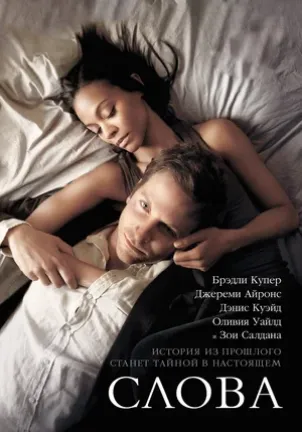 Брэдли Купер
Джереми Айронс
Дэнис Куэйд
Оливия Уайлд
и Зои Салдана
ИСТОРИЯ ИЗ ПРОШЛОГО
СТАНЕТ ТАЙНОЙ В НАСТОЯЩЕМ
СЛОВА